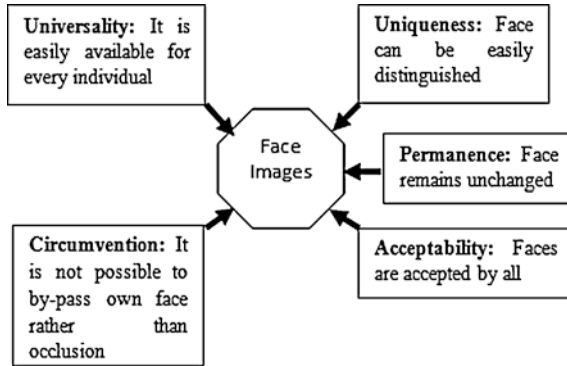 Universality: It is
easily available for
every individual
Uniqueness: Face
can be easily
distinguished
Face
Images
Permanence: Face
remains unchanged
Circumvention: It
is not possible to
by-pass own face
rather than
occlusion
Acceptability: Faces
are accepted by all